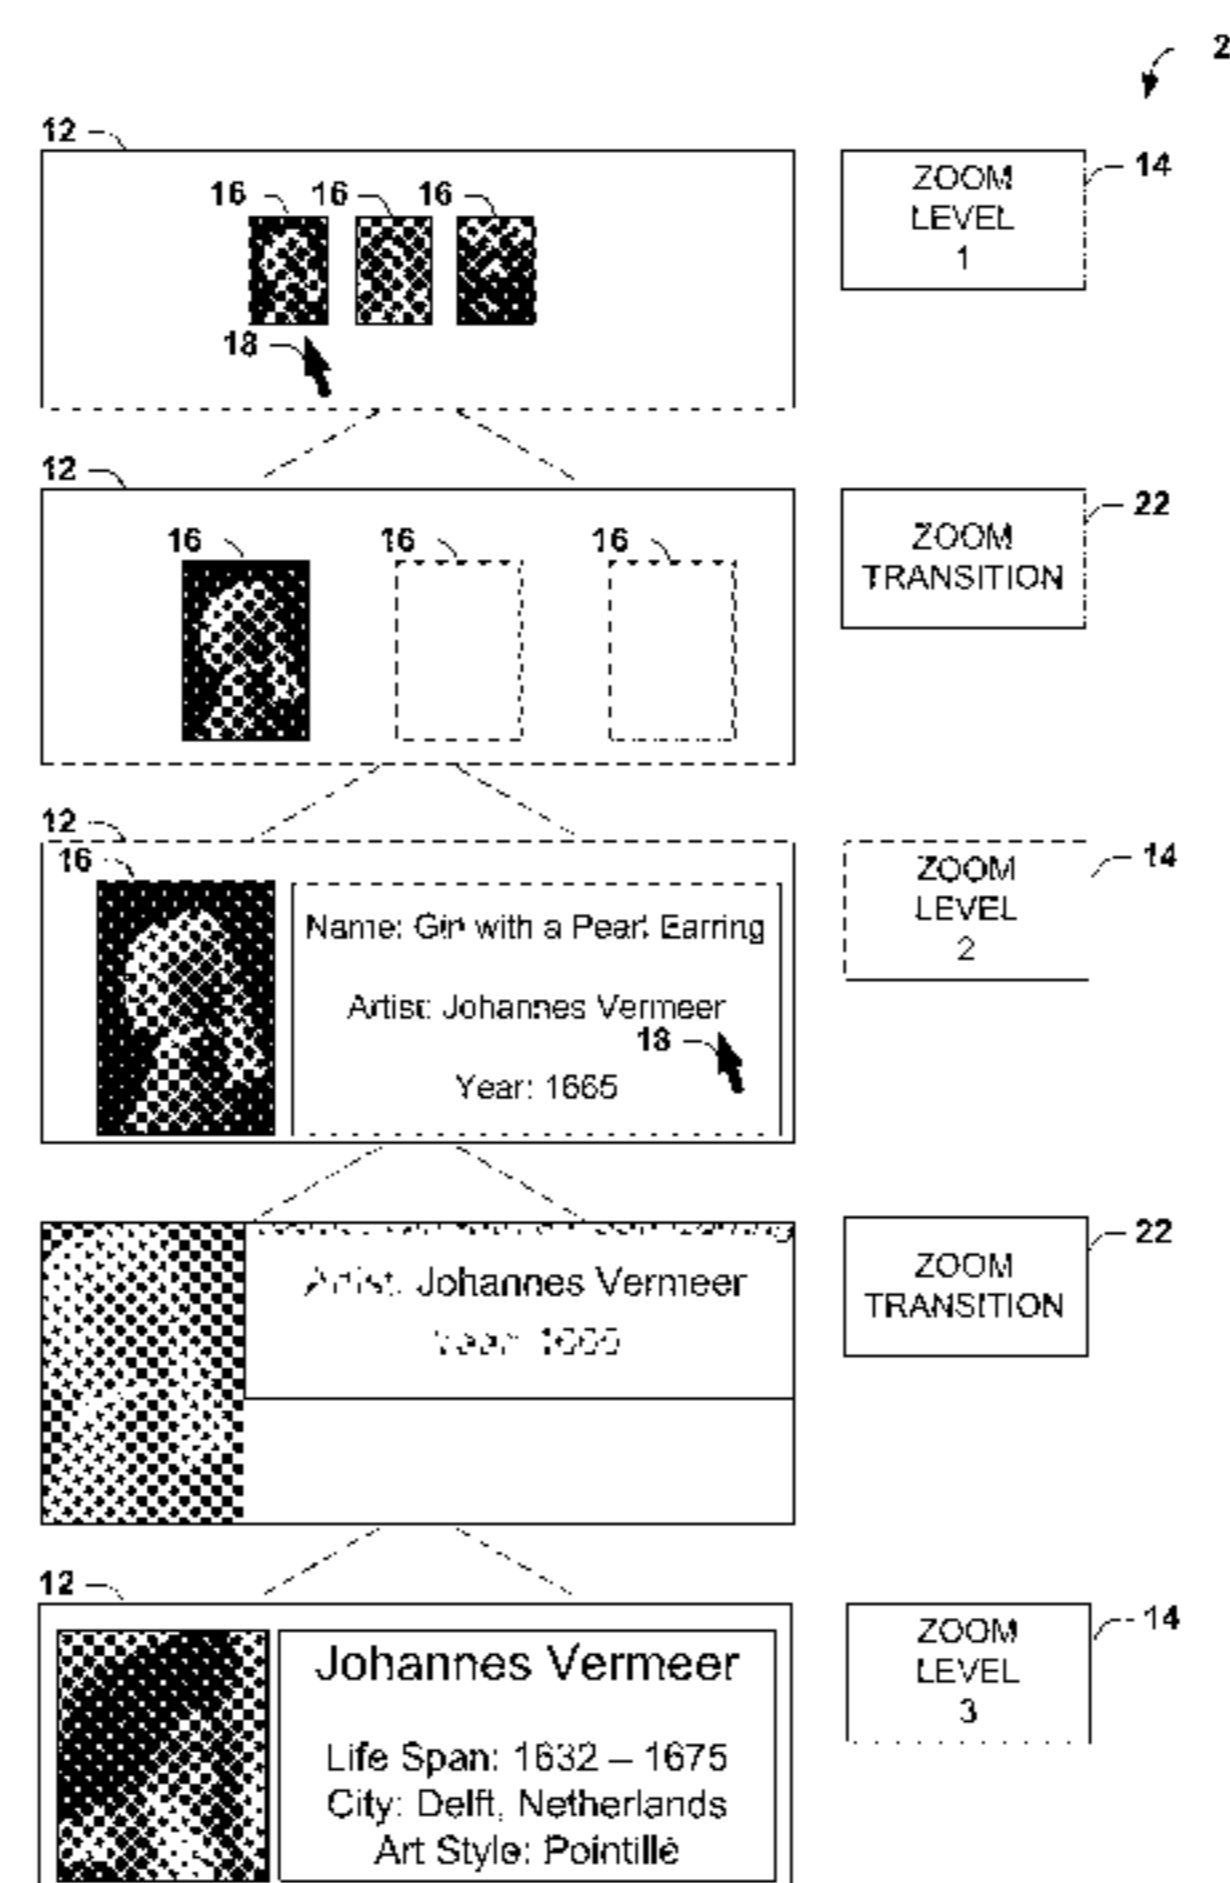 2
12
16 16 16
ZOOM
LEVEL
1
14
18
12
16 16 16
ZOOM
TRANSITION
22
12
16
Name: Girl with a Pearl Earring
Artist: Johannes Vermeer
18
Year: 1665
ZOOM
LEVEL
2
14
Artist: Johannes Vermeer
Year: 1665
ZOOM
TRANSITION
22
12
Johannes Vermeer
Life Span: 1632 – 1675
City: Delft, Netherlands
Art Style: Pointillé
ZOOM
LEVEL
3
14